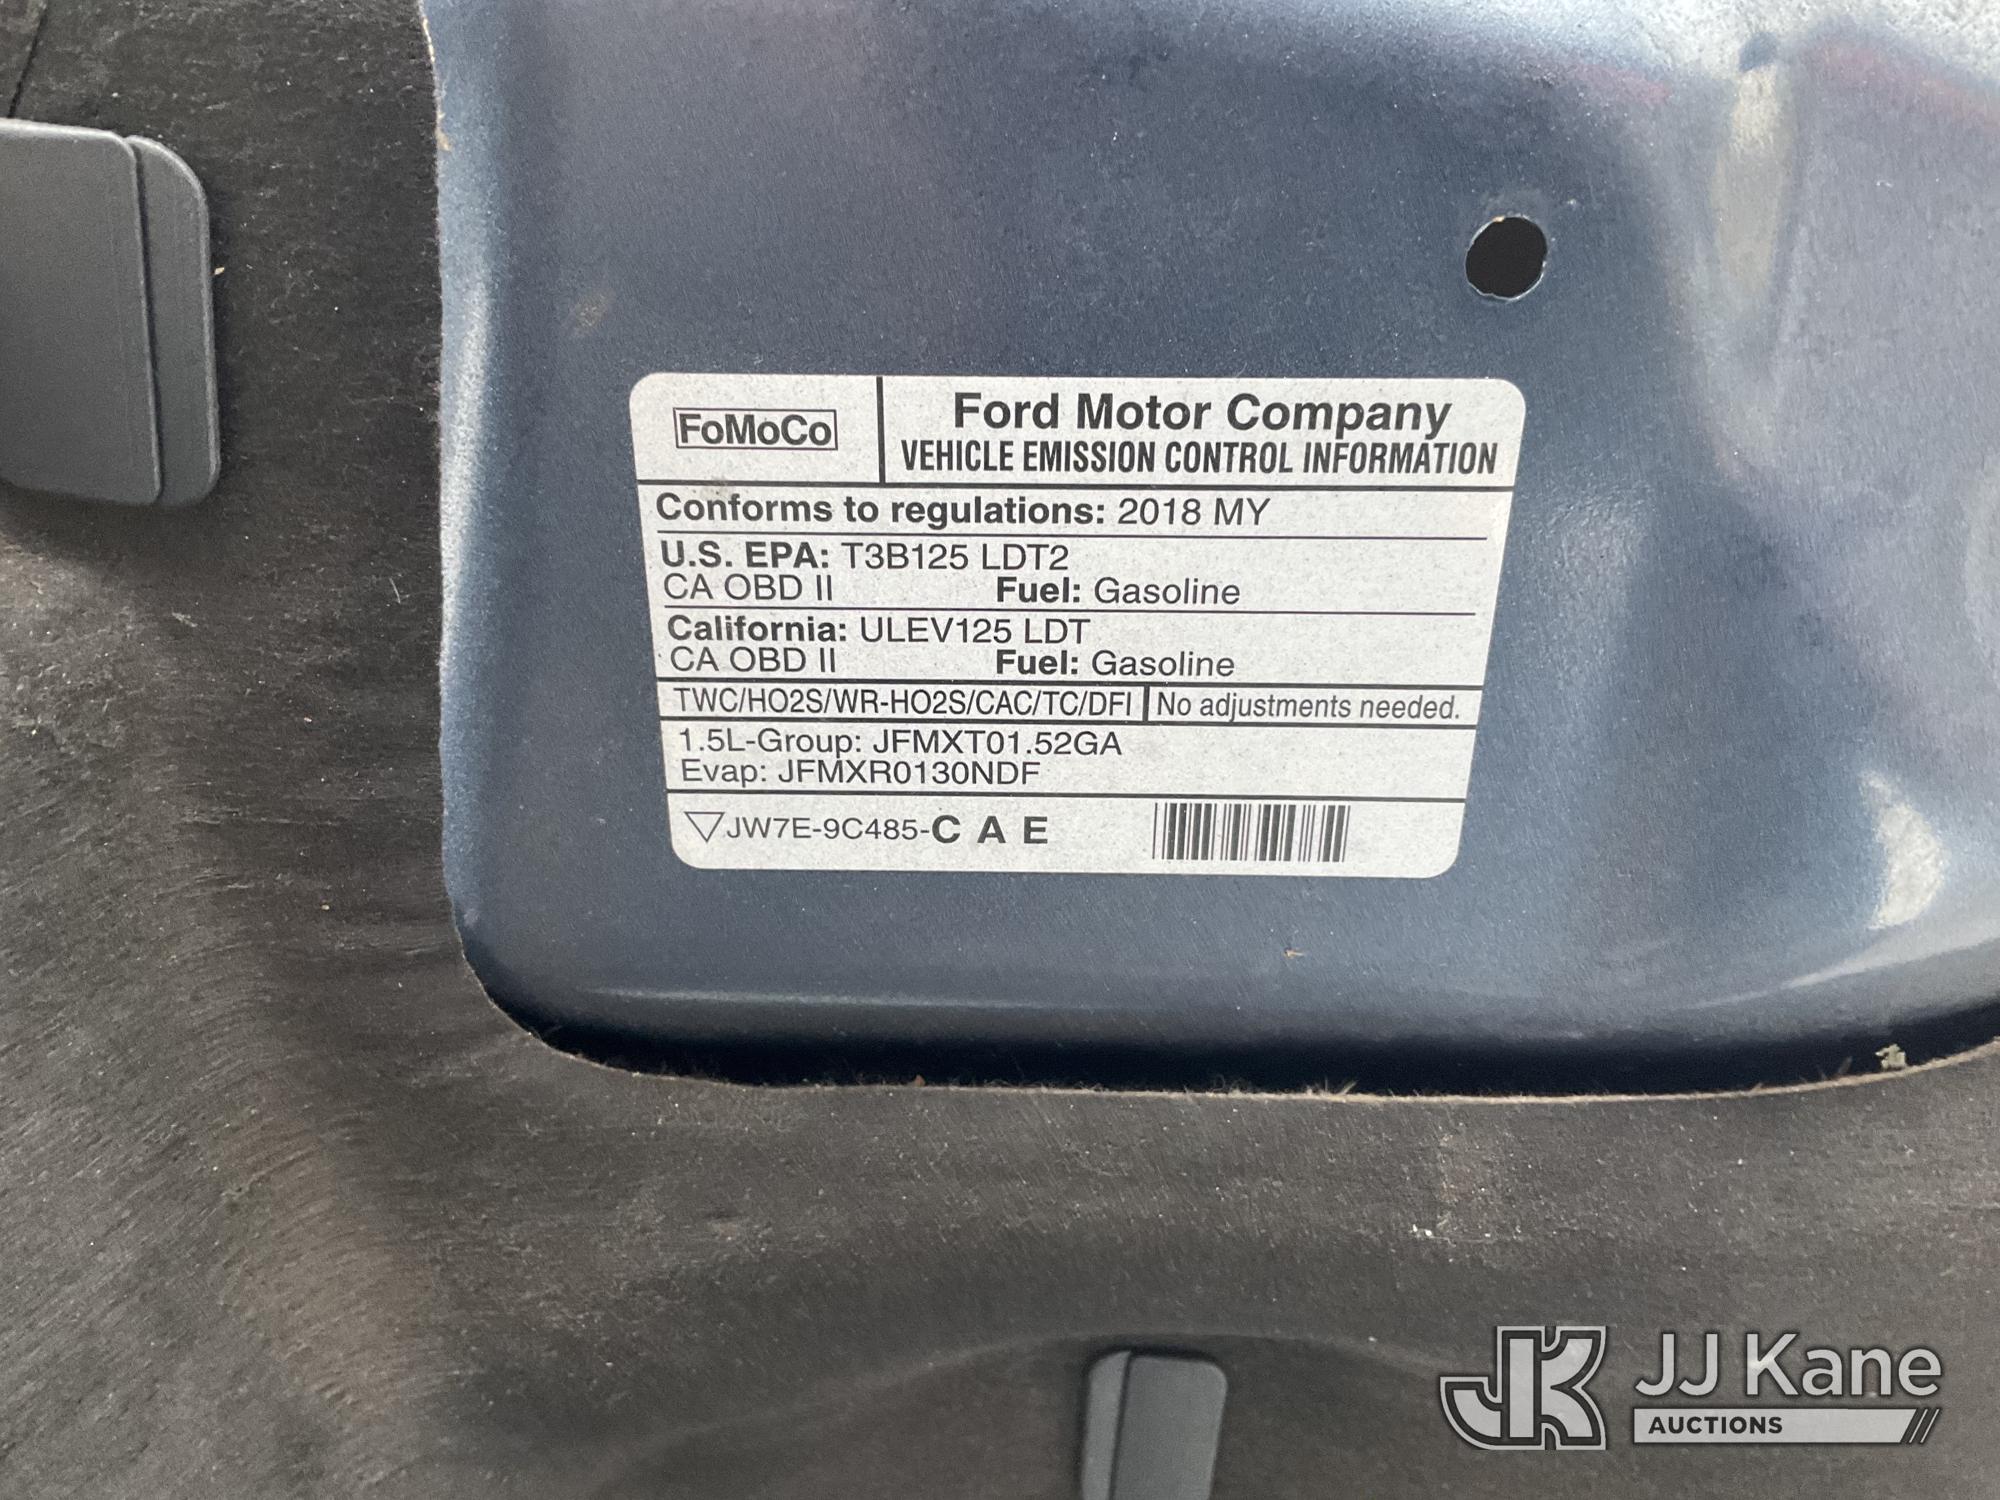 FoMoCo
Ford Motor Company
VEHICLE EMISSION CONTROL INFORMATION
Conforms to regulations: 2018 MY
U.S. EPA: T3B125 LDT2
CA OBD II Fuel: Gasoline
California: ULEV125 LDT
CA OBD II Fuel: Gasoline
TWC/HO2S/WR-HO2S/CAC/TC/DFI No adjustments needed.
1.5L-Group: JFMXT01.52GA
Evap: JFMXR0130NDF
JW7E-9C485-C A E
JK JJ Kane
AUCTIONS